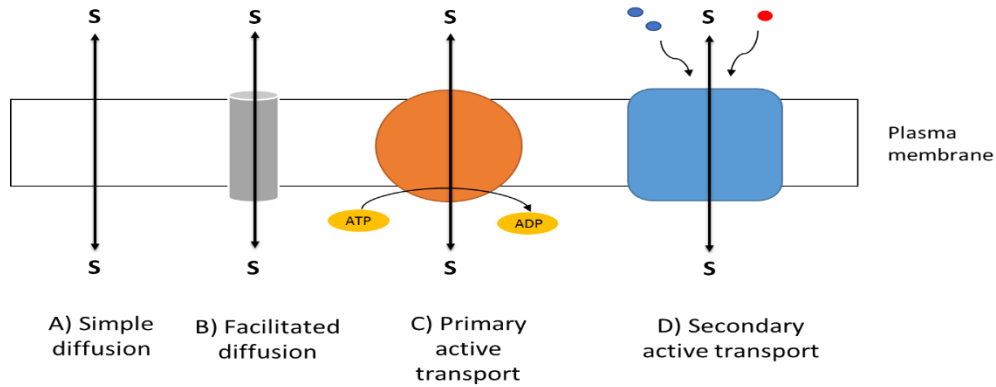 S
S
S
S
Plasma
membrane
ATP
ADP
S
S
S
S
A) Simple
diffusion
B) Facilitated
diffusion
C) Primary
active
transport
D) Secondary
active transport